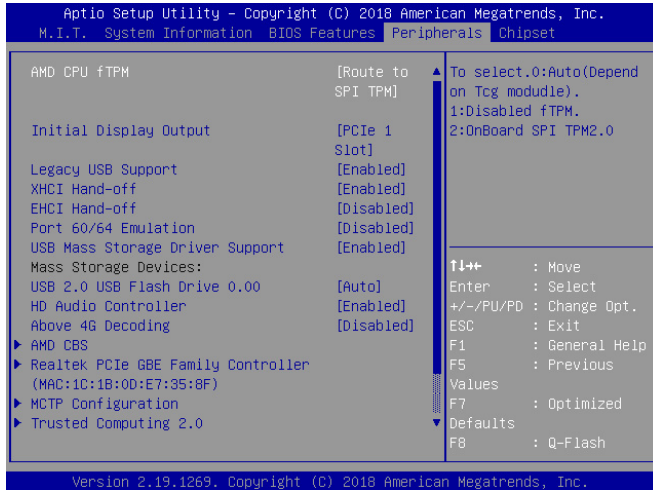 Aptio Setup Utility – Copyright (C) 2018 American Megatrends, Inc.
M.I.T. System Information BIOS Features Peripherals Chipset
AMD CPU fTPM [Route to
SPI TPM]
Initial Display Output [PCIe 1
Slot]
Legacy USB Support [Enabled]
XHCI Hand-off [Enabled]
EHCI Hand-off [Disabled]
Port 60/64 Emulation [Disabled]
USB Mass Storage Driver Support [Enabled]
Mass Storage Devices:
USB 2.0 USB Flash Drive 0.00 [Auto]
HD Audio Controller [Enabled]
Above 4G Decoding [Disabled]
AMD CBS
Realtek PCIe GBE Family Controller
(MAC:1C:1B:0D:E7:35:8F)
MCTP Configuration
Trusted Computing 2.0
To select.0:Auto(Depend
on Tcg modudle).
1:Disabled fTPM.
2:OnBoard SPI TPM2.0
↑↓→← : Move
Enter : Select
+/-/PU/PD : Change Opt.
ESC : Exit
F1 : General Help
F5 : Previous
Values
F7 : Optimized
Defaults
F8 : Q-Flash
Version 2.19.1269. Copyright (C) 2018 American Megatrends, Inc.